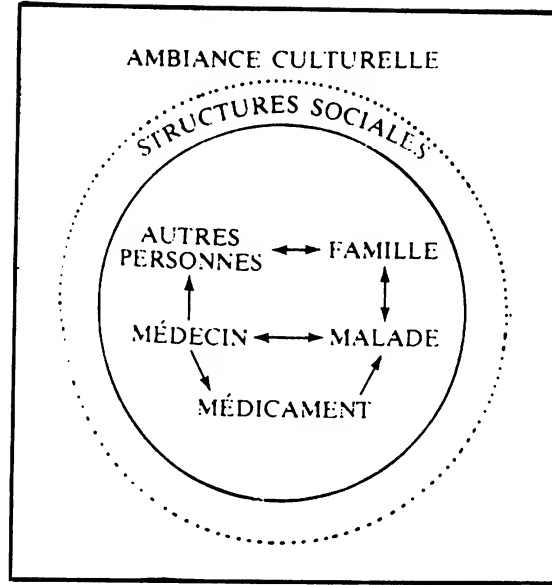 AMBIANCE CULTURELLE
STRUCTURES SOCIALES
AUTRES
PERSONNES
FAMILLE
MÉDECIN
MALADE
MÉDICAMENT